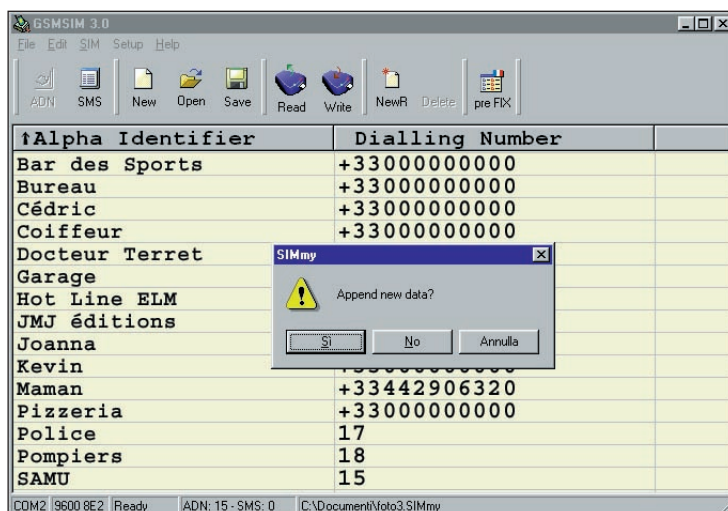 GSMSIM 3.0
File Edit SIM Setup Help
ADN SMS New Open Save Read Write NewR Delete pre FIX
↑Alpha Identifier Dialling Number
Bar des Sports +33000000000
Bureau +33000000000
Cédric +33000000000
Coiffeur +33000000000
Docteur Terret
Garage
Hot Line ELM
JMJ éditions
Joanna
Kevin
Maman +33442906320
Pizzeria +33000000000
Police 17
Pompiers 18
SAMU 15
SIMmy
Append new data?
Sì No Annulla
COM2 9600 8E2 Ready ADN: 15 - SMS: 0 C:\Documenti\foto3.SIMmy